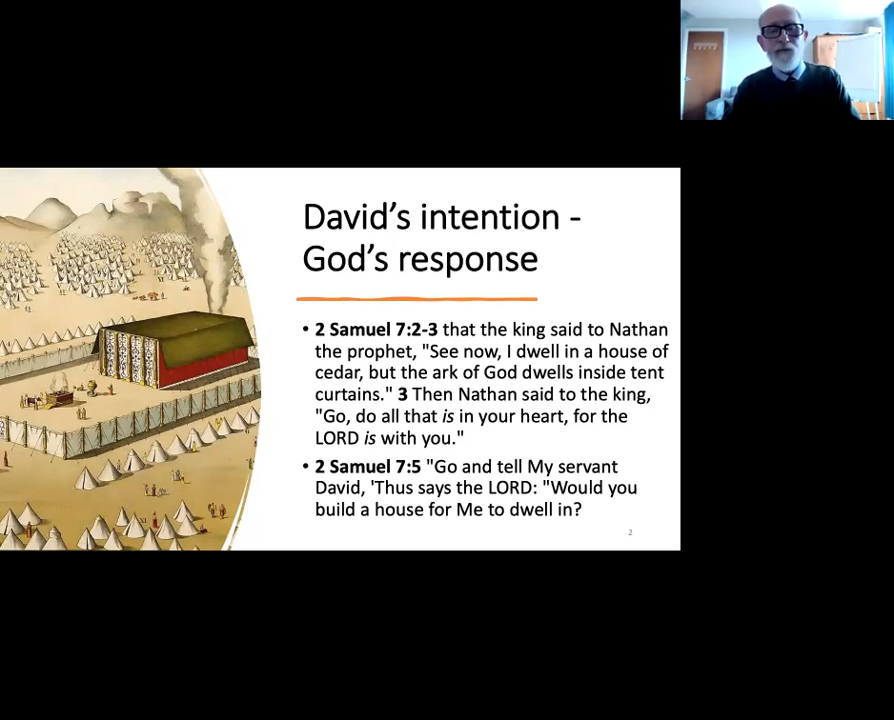 David's intention -
God's response
• 2 Samuel 7:2-3 that the king said to Nathan
the prophet, "See now, I dwell in a house of
cedar, but the ark of God dwells inside tent
curtains." 3 Then Nathan said to the king,
"Go, do all that is in your heart, for the
LORD is with you."
• 2 Samuel 7:5 "Go and tell My servant
David, 'Thus says the LORD: "Would you
build a house for Me to dwell in?
2